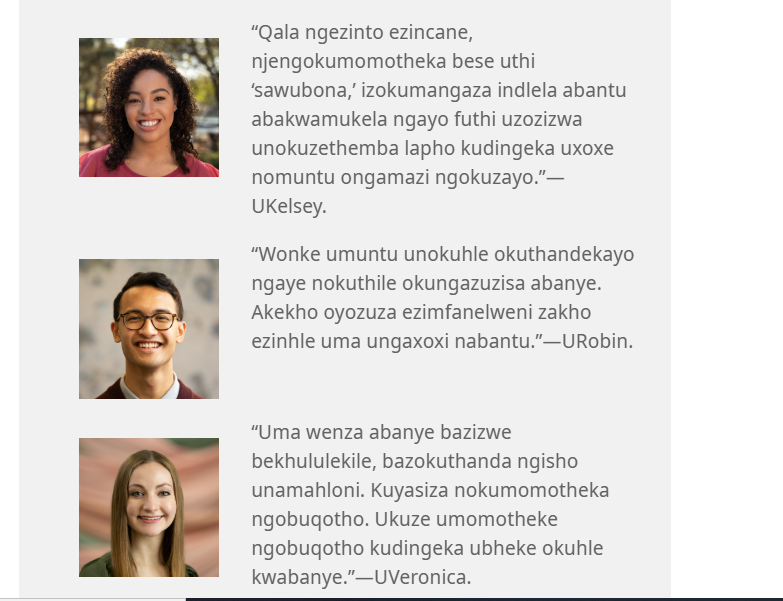 “Qala ngezinto ezincane,
njengokumomotheka bese uthi
‘sawubona,’ izokumangaza indlela abantu
abakwamukela ngayo futhi uzozizwa
unokuzethemba lapho kudingeka uxoxe
nomuntu ongamazi ngokuzayo.”—
UKelsey.
“Wonke umuntu unokuhle okuthandekayo
ngaye nokuthile okungazuzisa abanye.
Akekho oyozuza ezimfanelweni zakho
ezinhle uma ungaxoxi nabantu.”—URobin.
“Uma wenza abanye bazizwe
bekhululekile, bazokuthanda ngisho
unamahloni. Kuyasiza nokumomotheka
ngobuqotho. Ukuze umomotheke
ngobuqotho kudingeka ubheke okuhle
kwabanye.”—UVeronica.